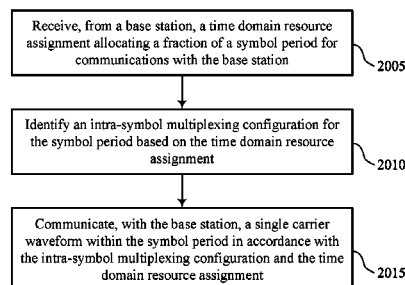 Receive, from a base station, a time domain resource
assignment allocating a fraction of a symbol period for
communications with the base station
2005
Identify an intra-symbol multiplexing configuration for
the symbol period based on the time domain resource
assignment
2010
Communicate, with the base station, a single carrier
waveform within the symbol period in accordance with
the intra-symbol multiplexing configuration and the time
domain resource assignment
2015